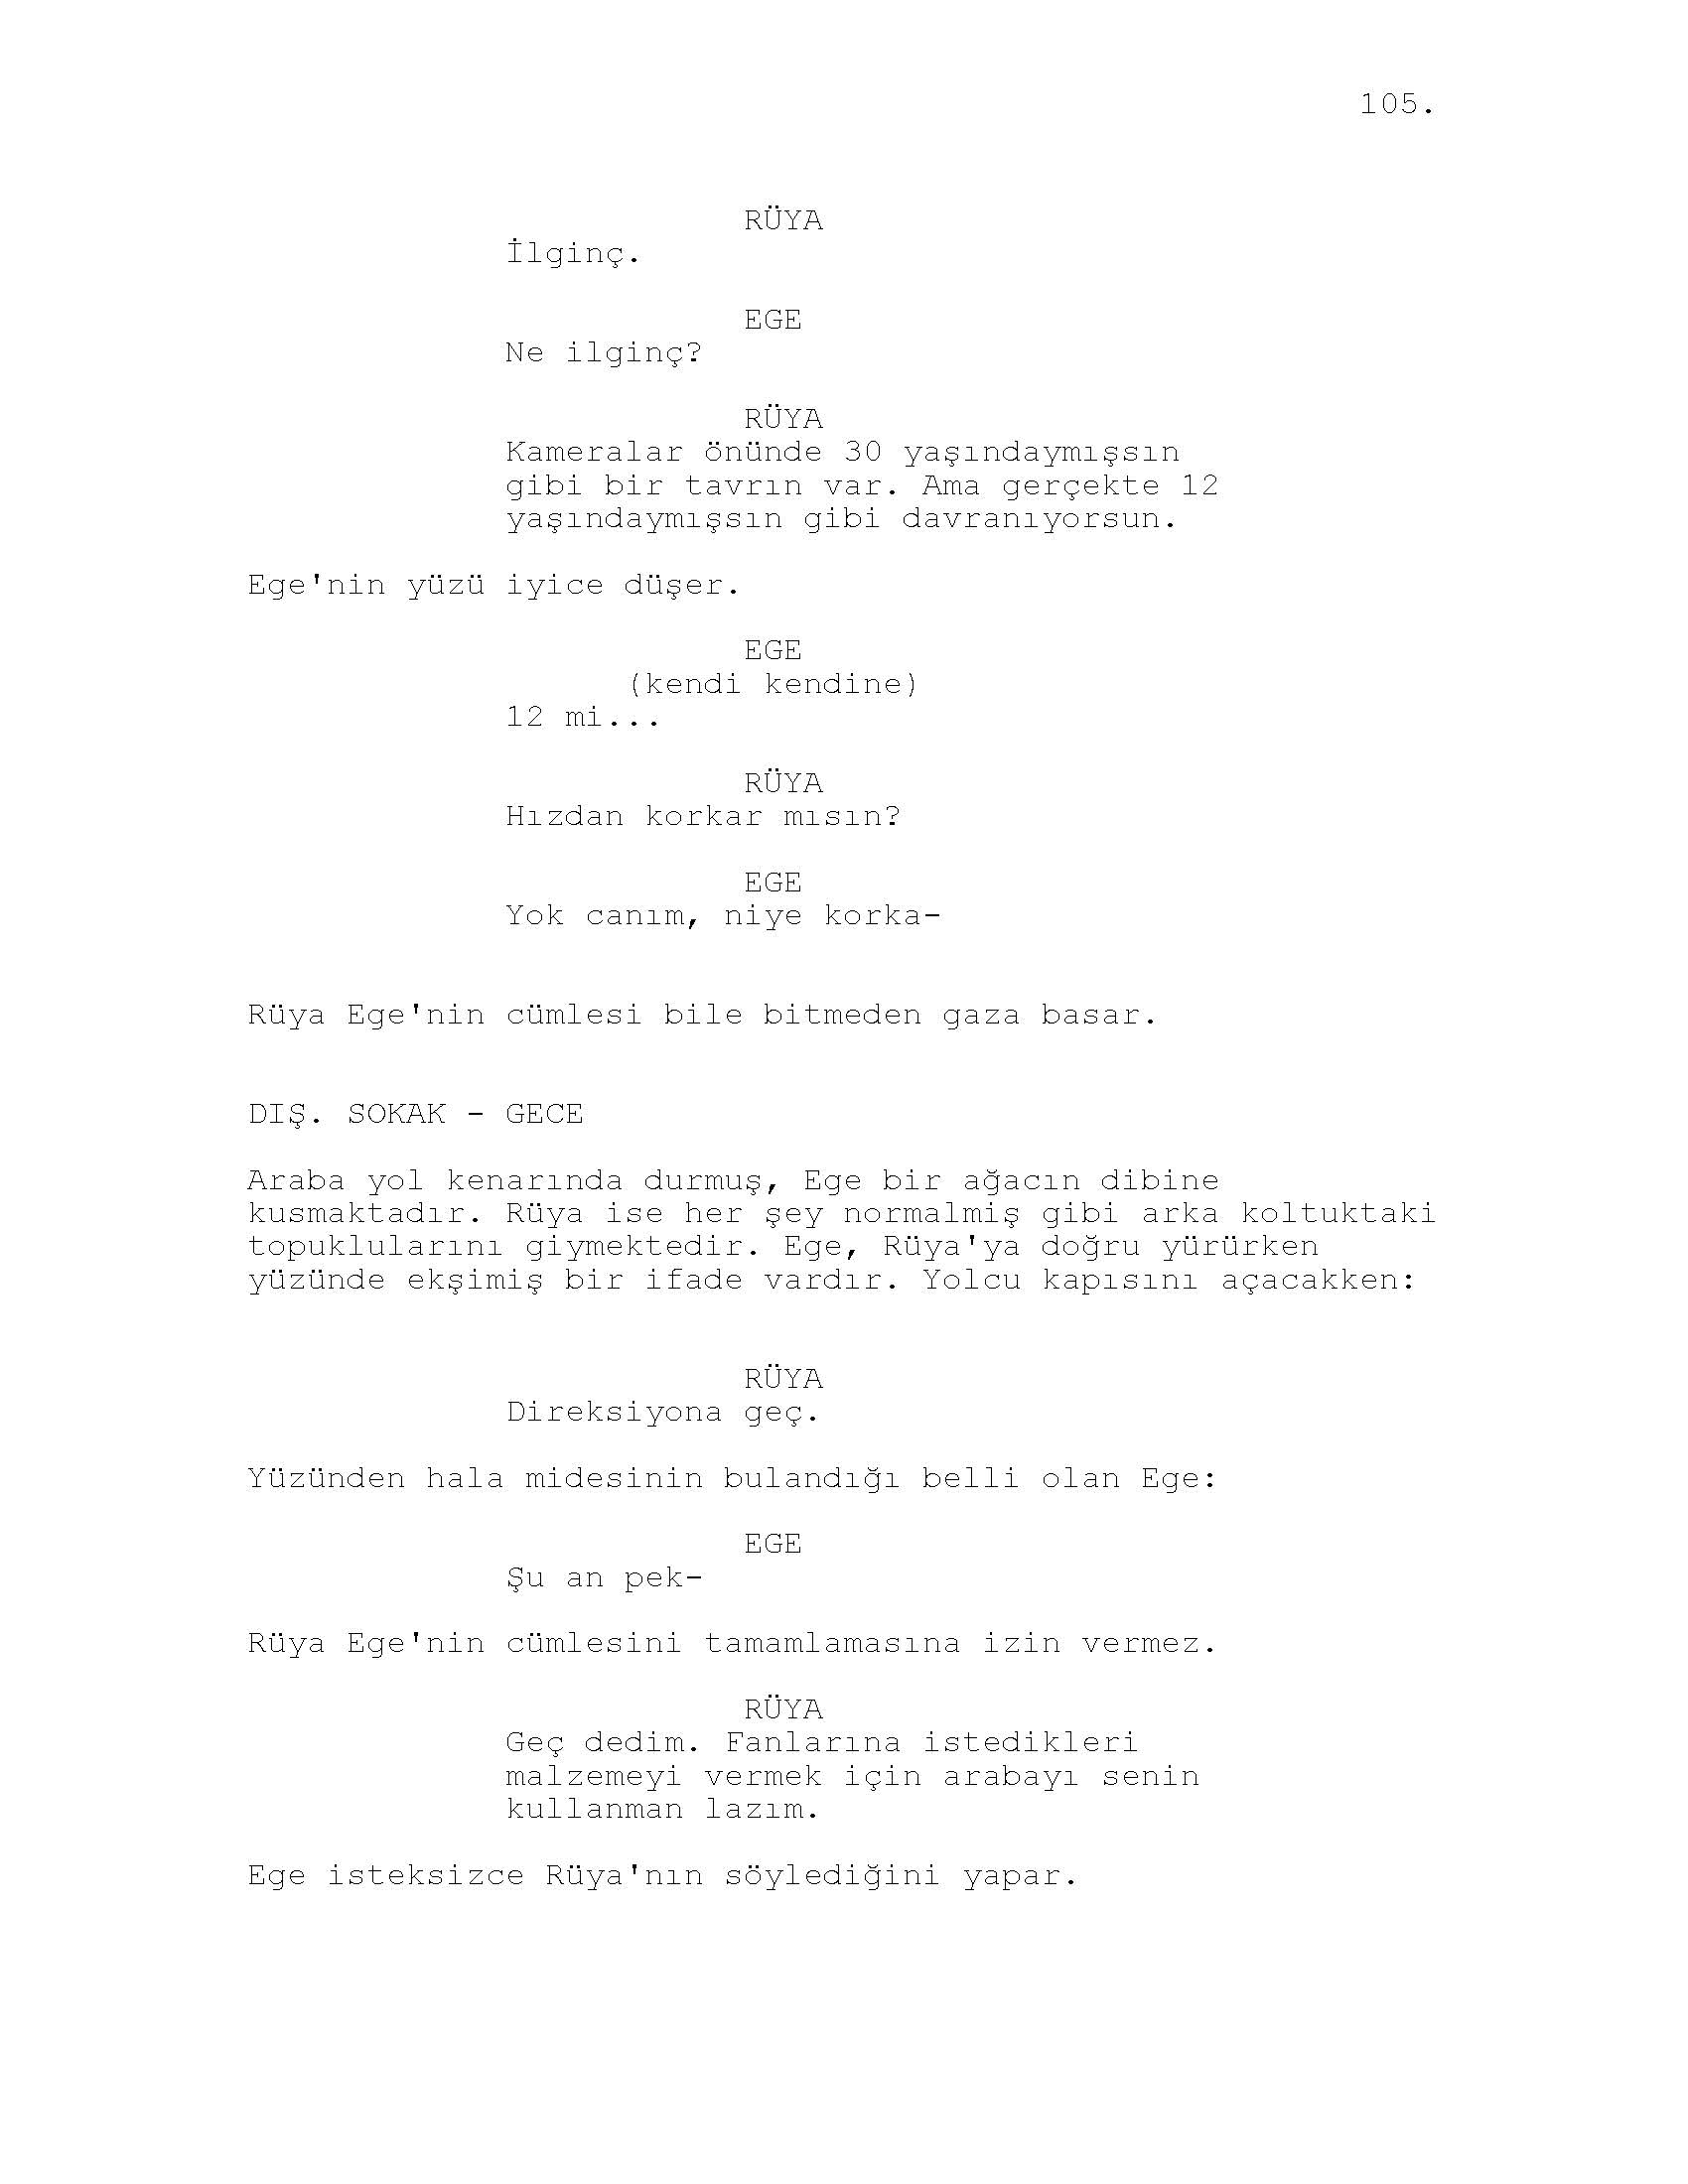 105.
RÜYA
İlginç.
EGE
Ne ilginç?
RÜYA
Kameralar önünde 30 yaşındaymışsın
gibi bir tavrın var. Ama gerçekte 12
yaşındaymışsın gibi davranıyorsun.
Ege'nin yüzü iyice düşer.
EGE
(kendi kendine)
12 mi...
RÜYA
Hızdan korkar mısın?
EGE
Yok canım, niye korka-
Rüya Ege'nin cümlesi bile bitmeden gaza basar.
DIŞ. SOKAK - GECE
Araba yol kenarında durmuş, Ege bir ağacın dibine
kusmaktadır. Rüya ise her şey normalmiş gibi arka koltuktaki
topuklularını giymektedir. Ege, Rüya'ya doğru yürürken
yüzünde ekşimiş bir ifade vardır. Yolcu kapısını açacakken:
RÜYA
Direksiyona geç.
Yüzünden hala midesinin bulandığı belli olan Ege:
EGE
Şu an pek-
Rüya Ege'nin cümlesini tamamlamasına izin vermez.
RÜYA
Geç dedim. Fanlarına istedikleri
malzemeyi vermek için arabayı senin
kullanman lazım.
Ege isteksizce Rüya'nın söylediğini yapar.